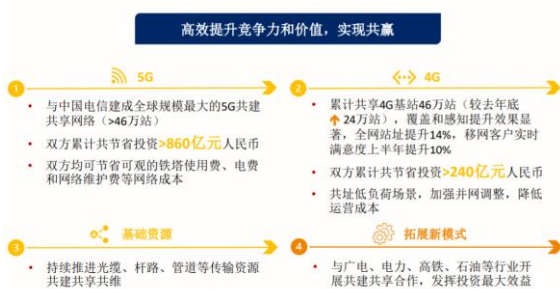 高效提升竞争力和价值，实现共赢
1
5G
• 与中国电信建成全球规模最大的5G共建
共享网络（>46万站）
• 双方累计共节省投资>860亿元人民币
• 双方均可节省可观的铁塔使用费、电费
和网络维护费等网络成本
2
4G
• 累计共享4G基站46万站（较去年底
↑24万站），覆盖和感知提升效果显
著，全网站址提升14%，移网客户实时
满意度上半年提升10%
• 双方累计共节省投资>240亿元人民币
• 共址低负荷场景，加强并网调整，降低
运营成本
3
基础资源
• 持续推进光缆、杆路、管道等传输资源
共建共享共维
4
拓展新模式
• 与广电、电力、高铁、石油等行业开
展共建共享合作，发挥投资最大效益